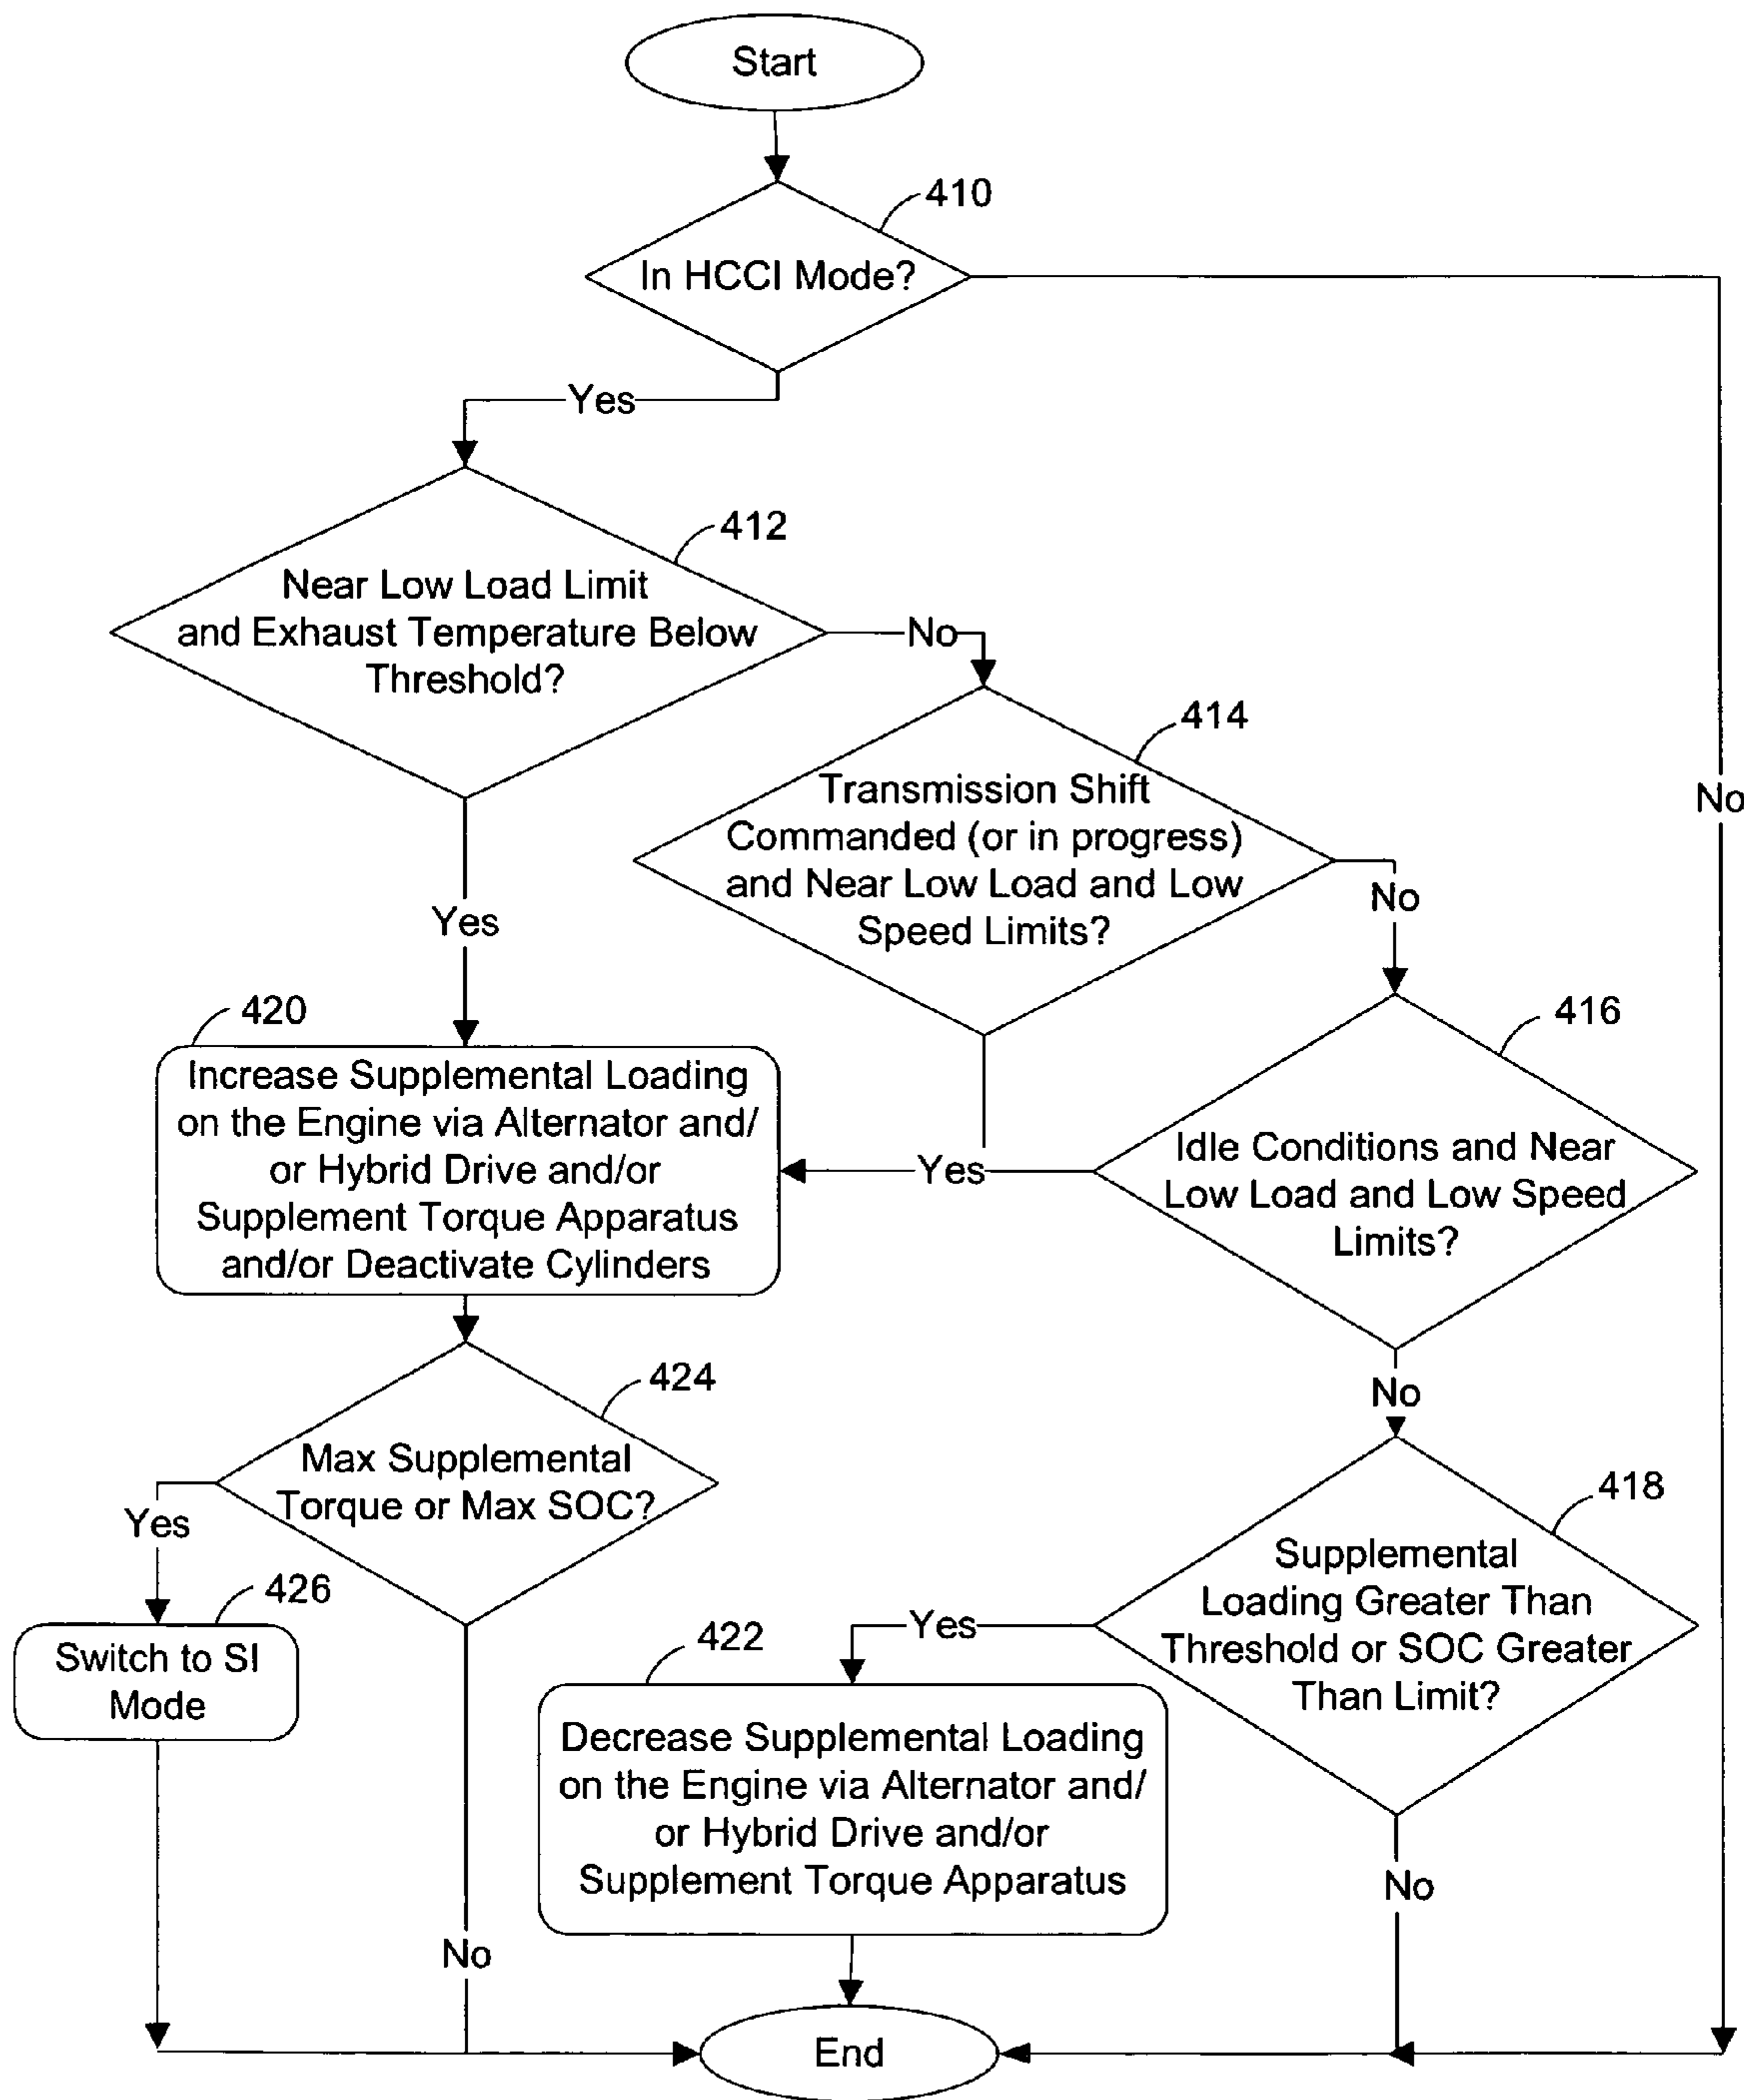 Start
410
In HCCI Mode?
Yes
412
Near Low Load Limit
and Exhaust Temperature Below
Threshold?
No
414
Transmission Shift
Commanded (or in progress)
and Near Low Load and Low
Speed Limits?
No
No
Yes
420
Increase Supplemental Loading
on the Engine via Alternator and/
or Hybrid Drive and/or
Supplement Torque Apparatus
and/or Deactivate Cylinders
Yes
416
Idle Conditions and Near
Low Load and Low Speed
Limits?
No
424
Max Supplemental
Torque or Max SOC?
Yes
426
Switch to SI
Mode
No
418
Supplemental
Loading Greater Than
Threshold or SOC Greater
Than Limit?
Yes
422
Decrease Supplemental Loading
on the Engine via Alternator and/
or Hybrid Drive and/or
Supplement Torque Apparatus
No
End